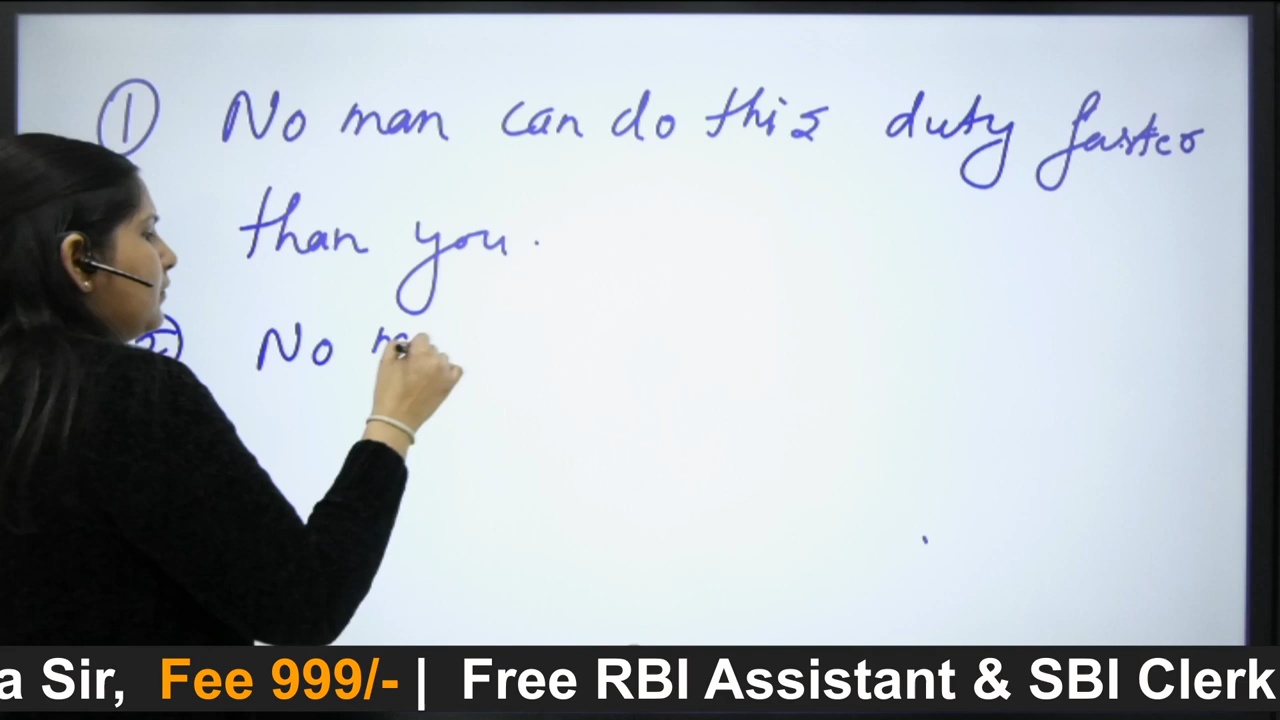 ① No man can do this duty faster
than you.
② No
a Sir, Fee 999/- | Free RBI Assistant & SBI Clerk